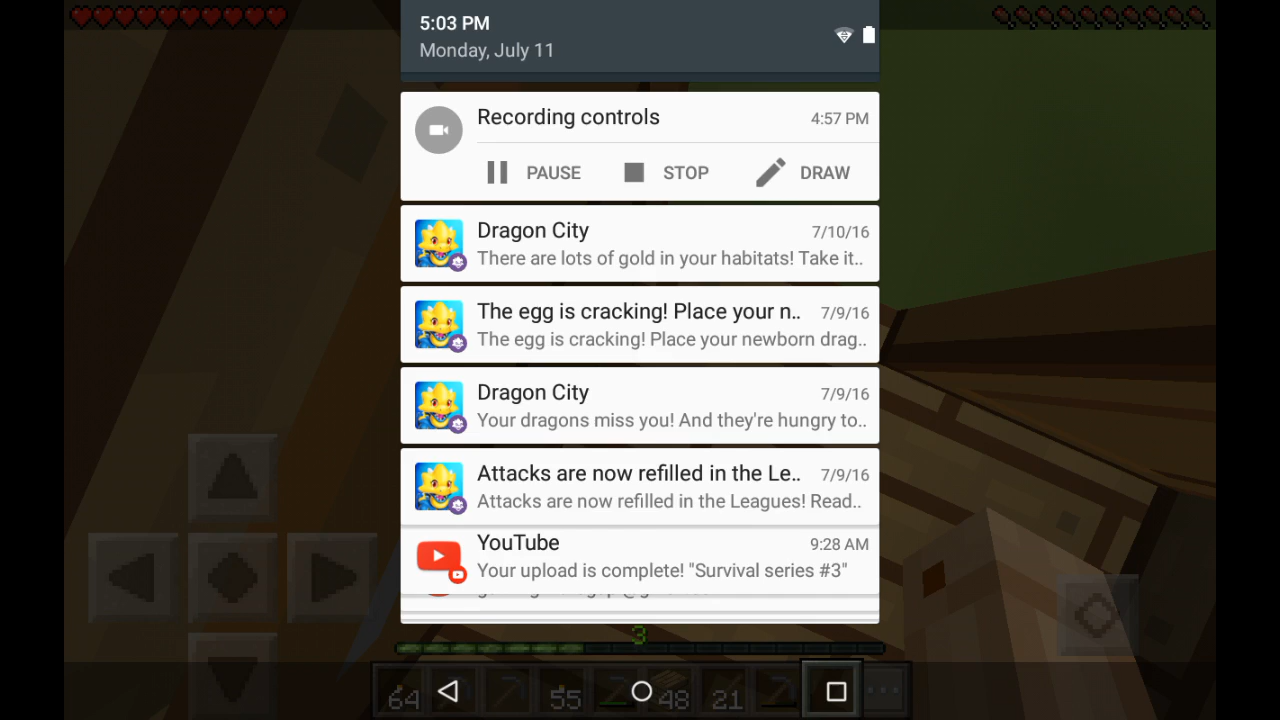 5:03 PM
Monday, July 11
Recording controls 4:57 PM
PAUSE STOP DRAW
Dragon City 7/10/16
There are lots of gold in your habitats! Take it..
The egg is cracking! Place your n.. 7/9/16
The egg is cracking! Place your newborn drag..
Dragon City 7/9/16
Your dragons miss you! And they're hungry to..
Attacks are now refilled in the Le.. 7/9/16
Attacks are now refilled in the Leagues! Read..
YouTube 9:28 AM
Your upload is complete! "Survival series #3"
3
64 55 48 21